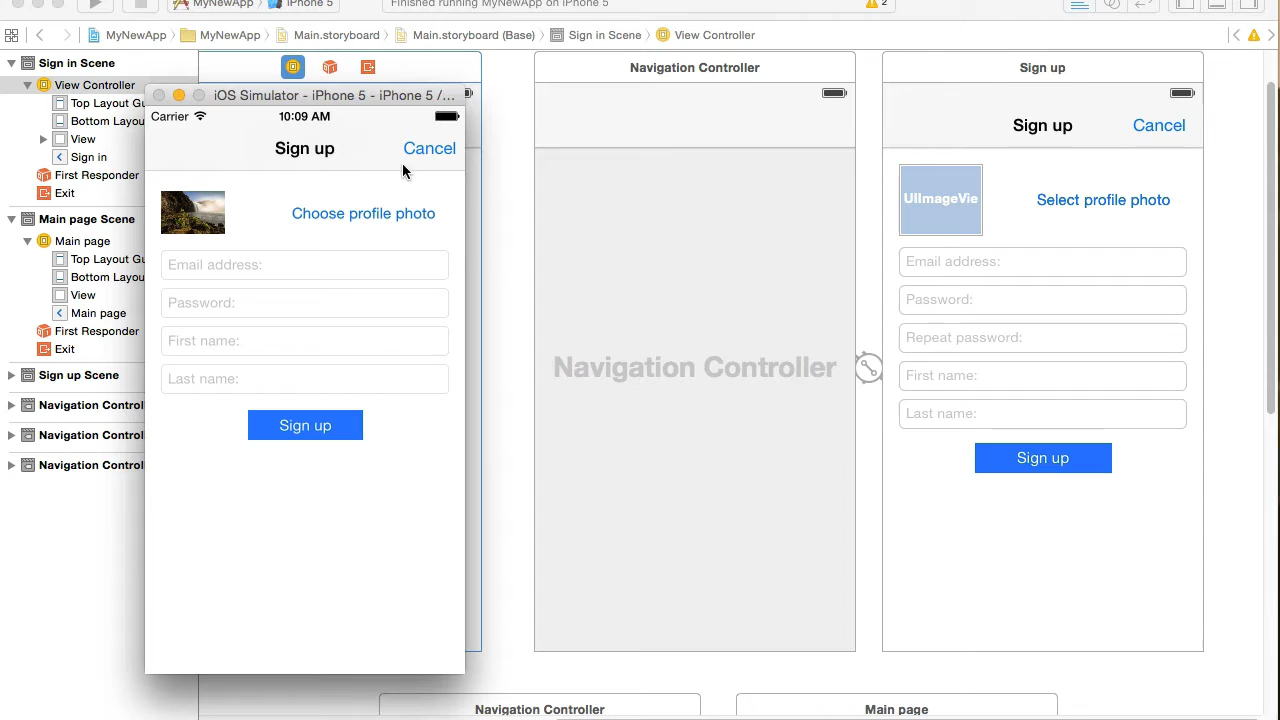 MyNewApp iPhone 5 Finished running MyNewApp on iPhone 5 2
MyNewApp MyNewApp Main.storyboard Main.storyboard (Base) Sign in Scene View Controller
Sign in Scene
View Controller
Top Layout Gu
Bottom Layou
View
Sign in
First Responder
Exit
Main page Scene
Main page
Top Layout Gu
Bottom Layou
View
Main page
First Responder
Exit
Sign up Scene
Navigation Control
Navigation Control
Navigation Control
iOS Simulator - iPhone 5 - iPhone 5 /...
Carrier 10:09 AM
Sign up Cancel
Choose profile photo
Email address:
Password:
First name:
Last name:
Sign up
Navigation Controller
Navigation Controller
Sign up
Sign up Cancel
UIImageVie
Select profile photo
Email address:
Password:
Repeat password:
First name:
Last name:
Sign up
Navigation Controller
Main page